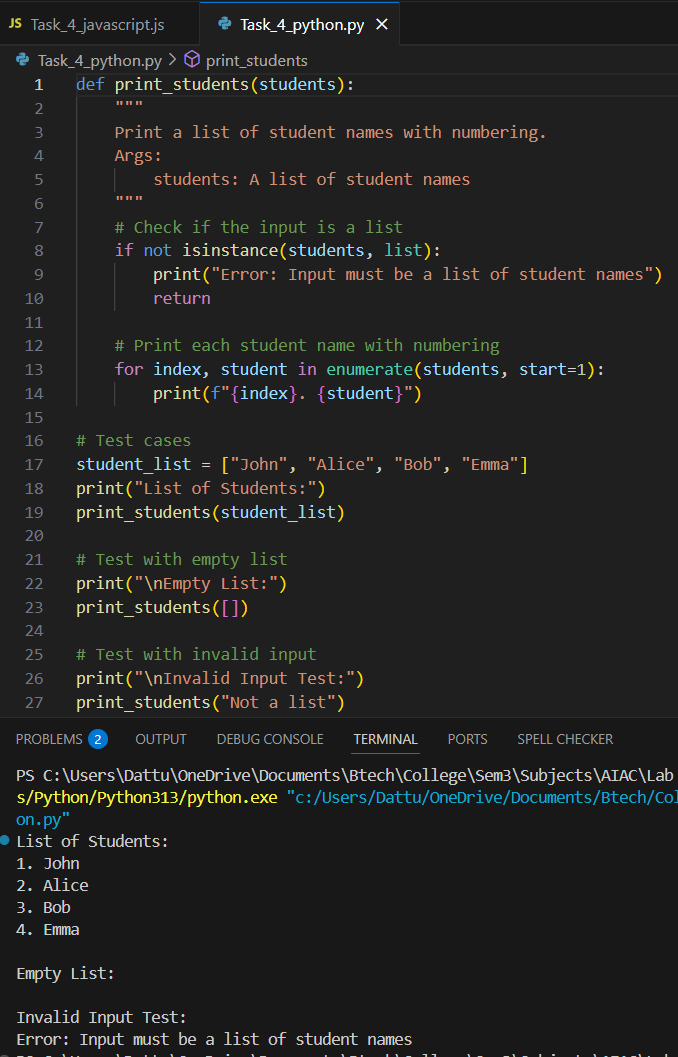 JS Task_4_javascript.js Task_4_python.py
Task_4_python.py > print_students
1 def print_students(students):
2     """
3     Print a list of student names with numbering.
4     Args:
5         students: A list of student names
6     """
7     # Check if the input is a list
8     if not isinstance(students, list):
9         print("Error: Input must be a list of student names")
10         return
11
12     # Print each student name with numbering
13     for index, student in enumerate(students, start=1):
14         print(f"{index}. {student}")
15
16 # Test cases
17 student_list = ["John", "Alice", "Bob", "Emma"]
18 print("List of Students:")
19 print_students(student_list)
20
21 # Test with empty list
22 print("\nEmpty List:")
23 print_students([])
24
25 # Test with invalid input
26 print("\nInvalid Input Test:")
27 print_students("Not a list")
PROBLEMS 2 OUTPUT DEBUG CONSOLE TERMINAL PORTS SPELL CHECKER
PS C:\Users\Dattu\OneDrive\Documents\Btech\College\Sem3\Subjects\AIAC\Lab
s/Python/Python313/python.exe "c:/Users/Dattu/OneDrive/Documents/Btech/Col
on.py"
List of Students:
1. John
2. Alice
3. Bob
4. Emma
Empty List:
Invalid Input Test:
Error: Input must be a list of student names